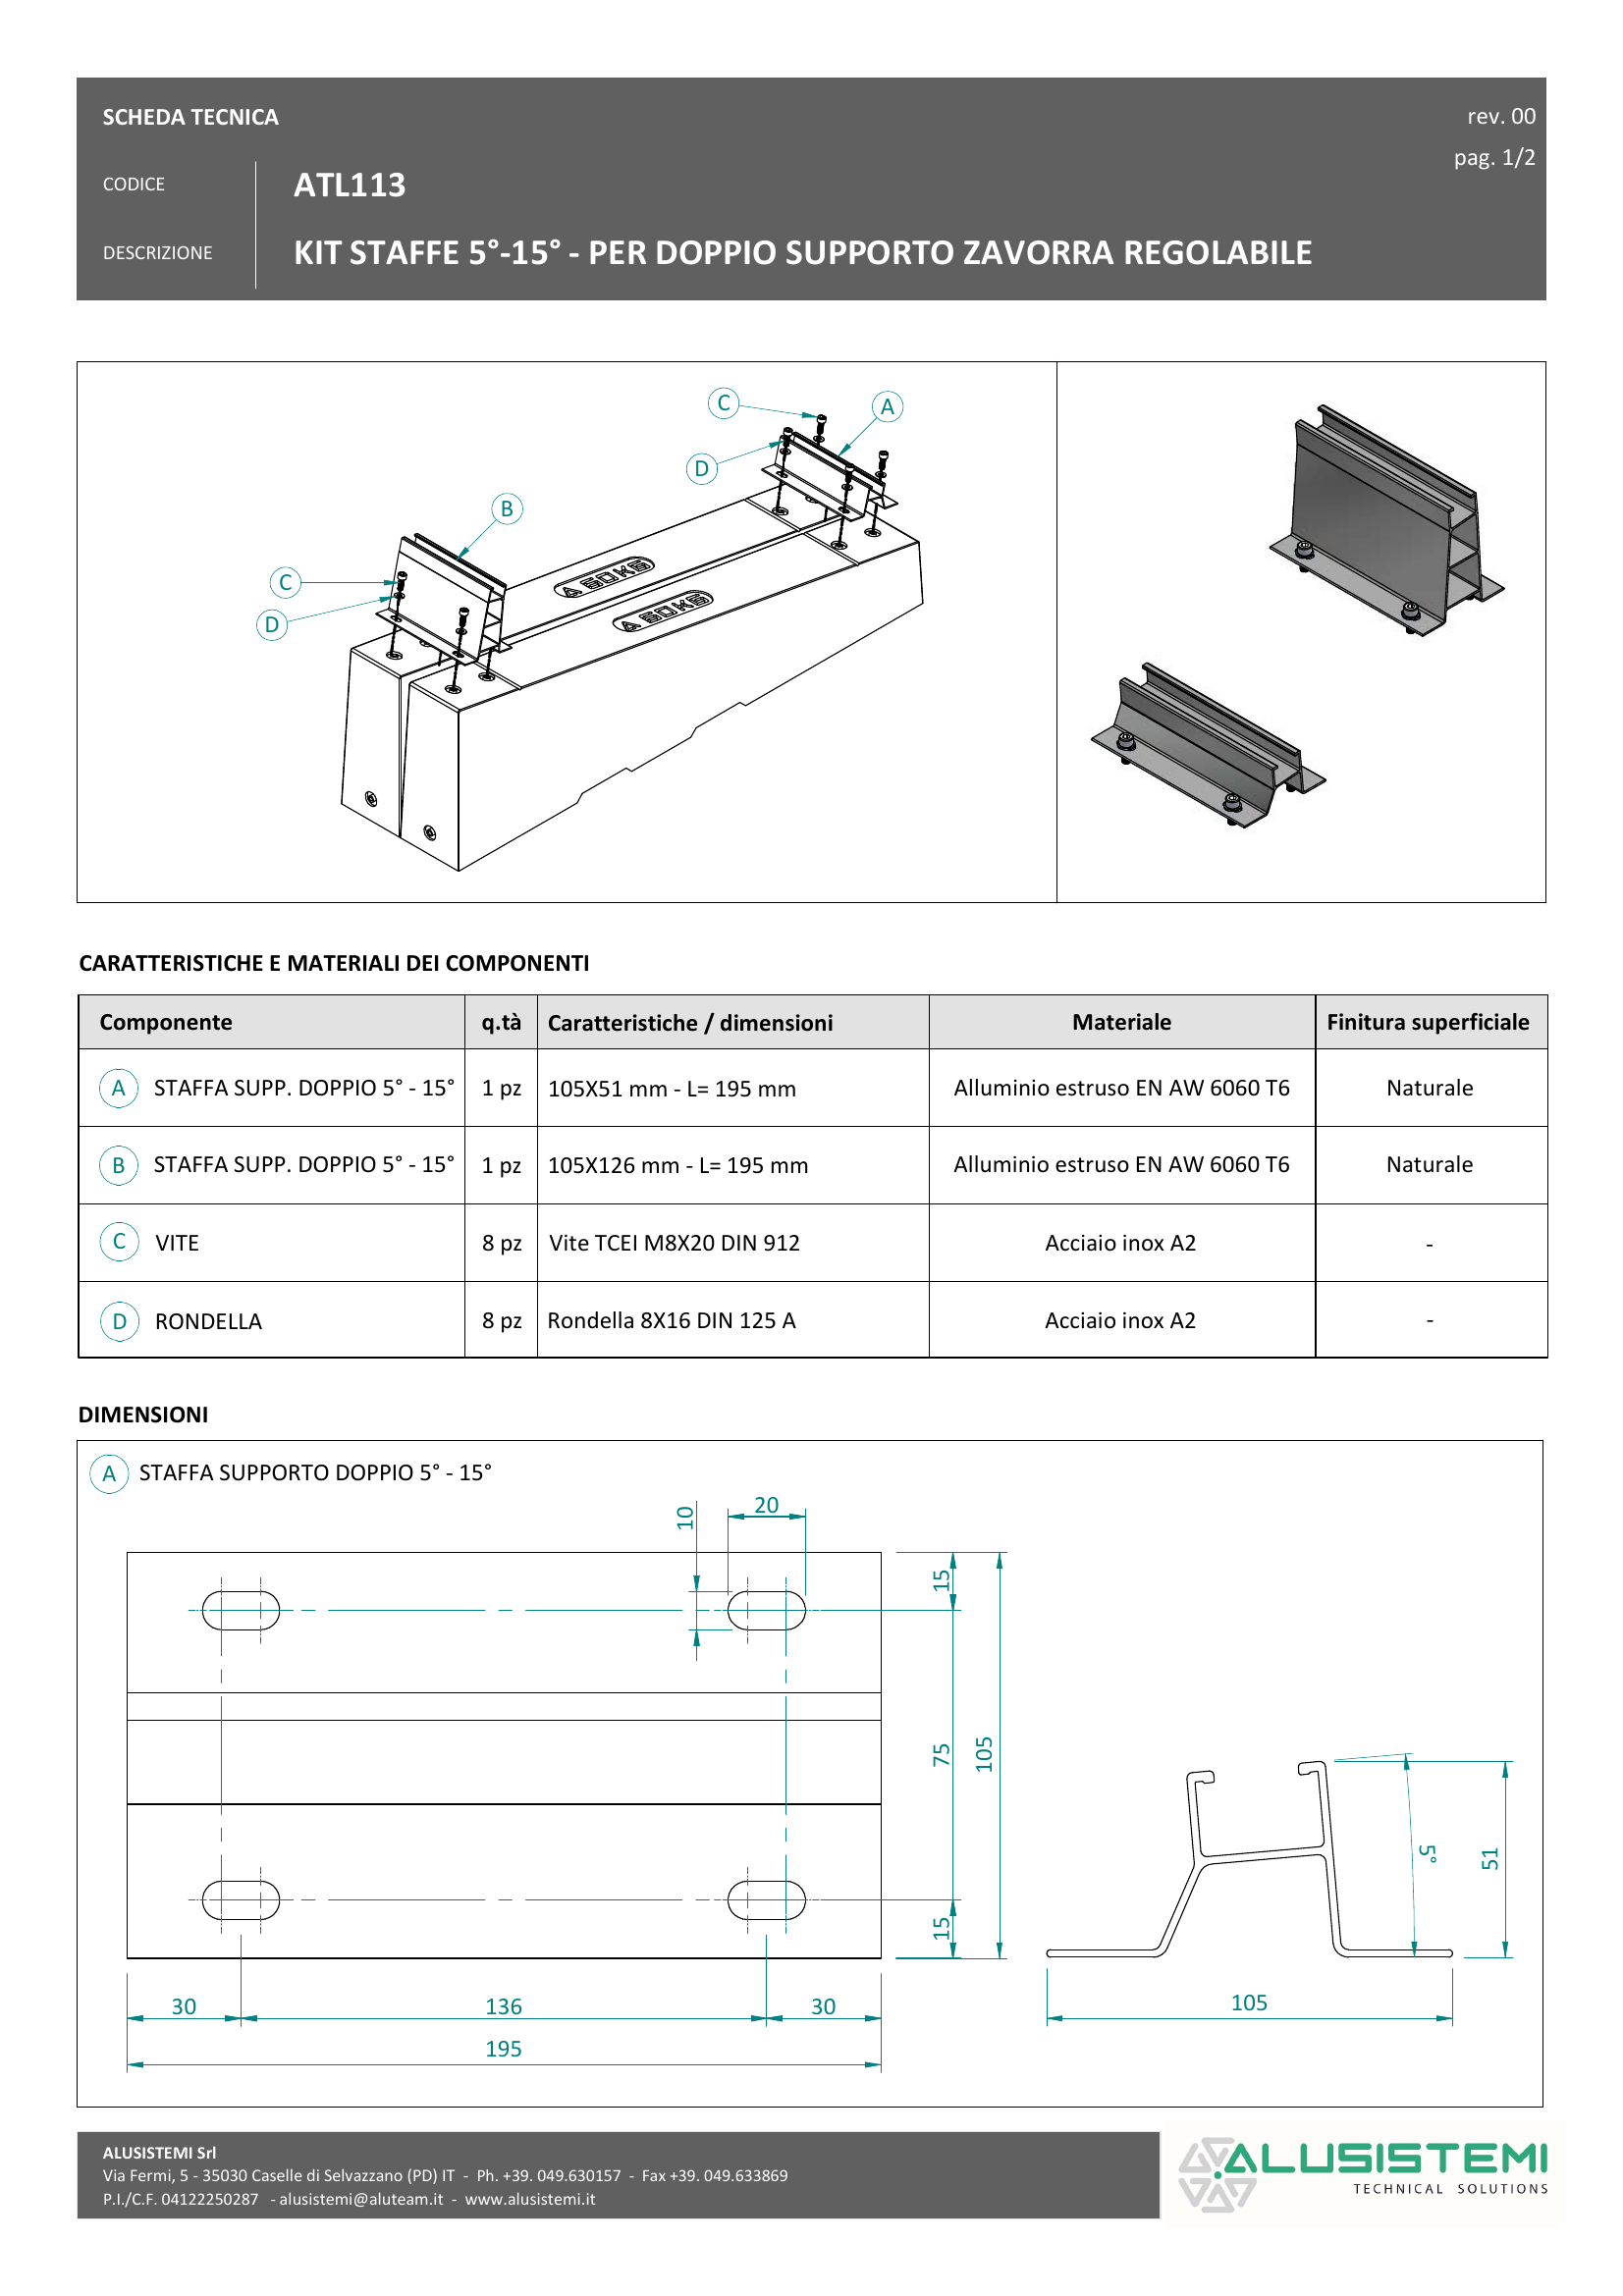 SCHEDA TECNICA
rev. 00
pag. 1/2
CODICE
ATL113
DESCRIZIONE
KIT STAFFE 5°-15° - PER DOPPIO SUPPORTO ZAVORRA REGOLABILE
C
A
D
B
C
D
A 60KG
A 60KG
CARATTERISTICHE E MATERIALI DEI COMPONENTI
Componente q.tà Caratteristiche / dimensioni Materiale Finitura superficiale
A STAFFA SUPP. DOPPIO 5° - 15° 1 pz 105X51 mm - L= 195 mm Alluminio estruso EN AW 6060 T6 Naturale
B STAFFA SUPP. DOPPIO 5° - 15° 1 pz 105X126 mm - L= 195 mm Alluminio estruso EN AW 6060 T6 Naturale
C VITE 8 pz Vite TCEI M8X20 DIN 912 Acciaio inox A2 -
D RONDELLA 8 pz Rondella 8X16 DIN 125 A Acciaio inox A2 -
DIMENSIONI
A STAFFA SUPPORTO DOPPIO 5° - 15°
10
20
15
75
105
15
5°
51
30
136
30
105
195
ALUSISTEMI Srl
Via Fermi, 5 - 35030 Caselle di Selvazzano (PD) IT - Ph. +39. 049.630157 - Fax +39. 049.633869
P.I./C.F. 04122250287 - alusistemi@aluteam.it - www.alusistemi.it
ALUSISTEMI
TECHNICAL SOLUTIONS